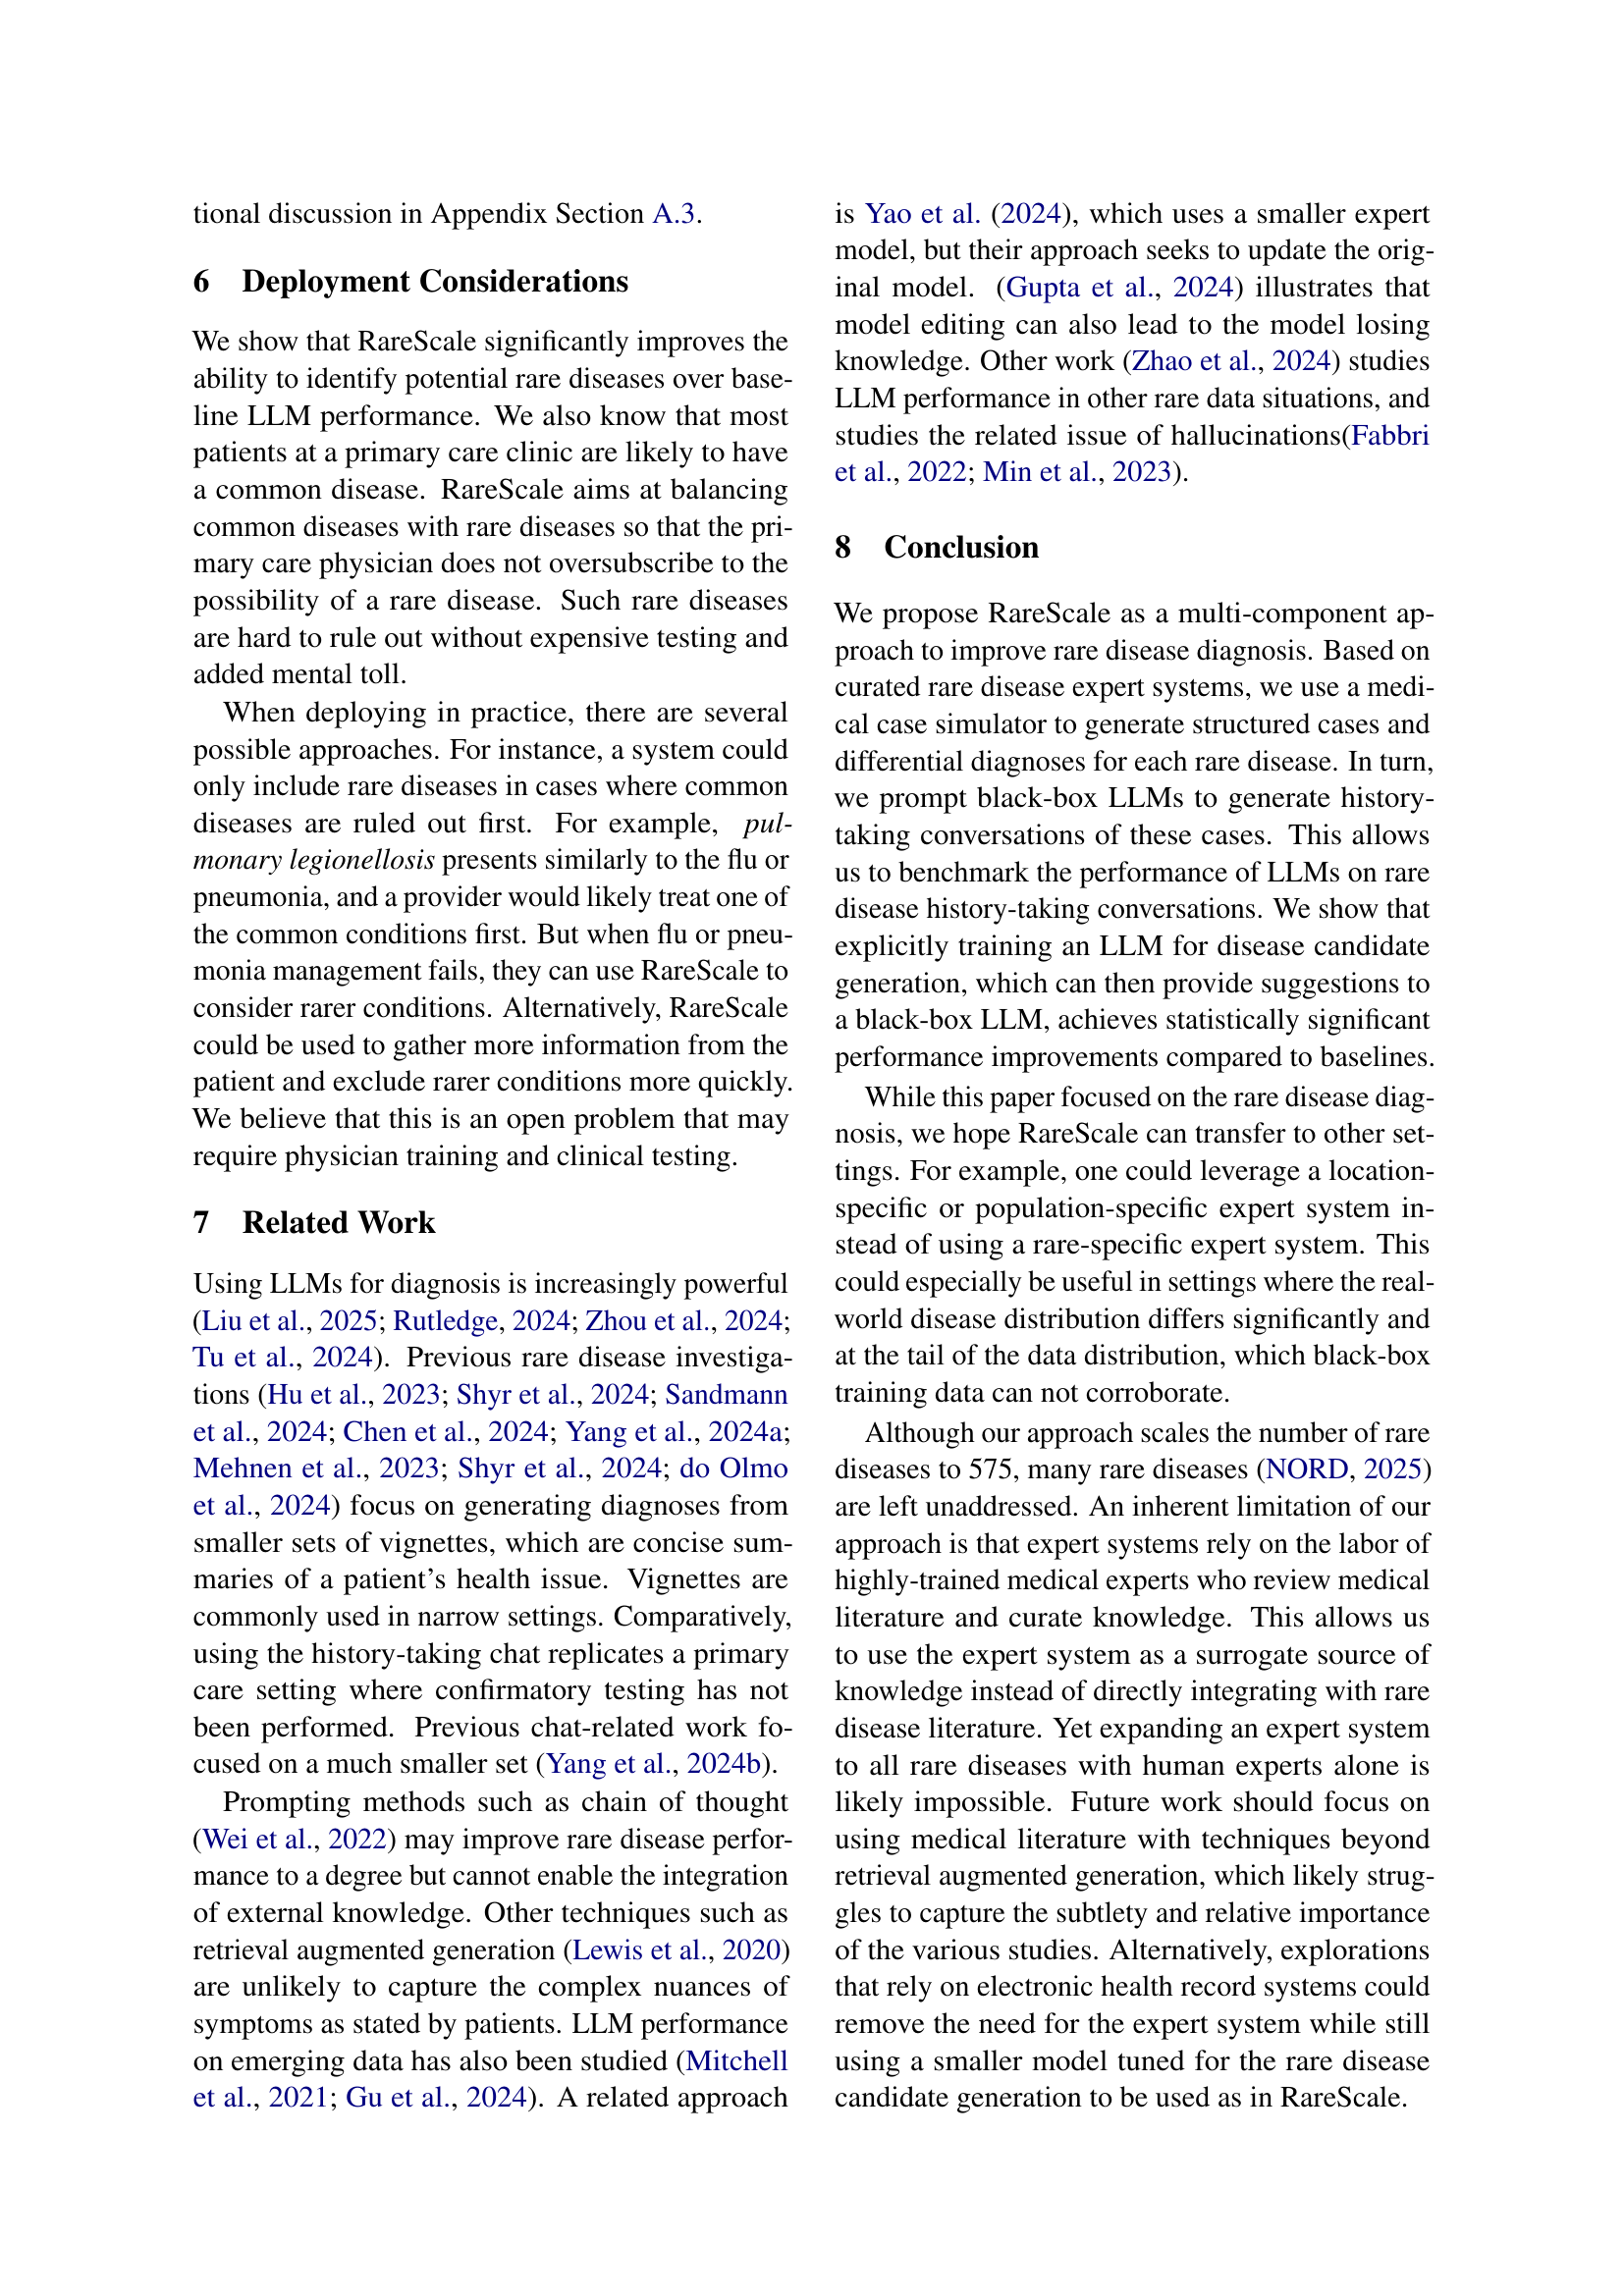 tional discussion in Appendix Section A.3.
6 Deployment Considerations
We show that RareScale significantly improves the
ability to identify potential rare diseases over base-
line LLM performance. We also know that most
patients at a primary care clinic are likely to have
a common disease. RareScale aims at balancing
common diseases with rare diseases so that the pri-
mary care physician does not oversubscribe to the
possibility of a rare disease. Such rare diseases
are hard to rule out without expensive testing and
added mental toll.
When deploying in practice, there are several
possible approaches. For instance, a system could
only include rare diseases in cases where common
diseases are ruled out first. For example, pul-
monary legionellosis presents similarly to the flu or
pneumonia, and a provider would likely treat one of
the common conditions first. But when flu or pneu-
monia management fails, they can use RareScale to
consider rarer conditions. Alternatively, RareScale
could be used to gather more information from the
patient and exclude rarer conditions more quickly.
We believe that this is an open problem that may
require physician training and clinical testing.
7 Related Work
Using LLMs for diagnosis is increasingly powerful
(Liu et al., 2025; Rutledge, 2024; Zhou et al., 2024;
Tu et al., 2024). Previous rare disease investiga-
tions (Hu et al., 2023; Shyr et al., 2024; Sandmann
et al., 2024; Chen et al., 2024; Yang et al., 2024a;
Mehnen et al., 2023; Shyr et al., 2024; do Olmo
et al., 2024) focus on generating diagnoses from
smaller sets of vignettes, which are concise sum-
maries of a patient's health issue. Vignettes are
commonly used in narrow settings. Comparatively,
using the history-taking chat replicates a primary
care setting where confirmatory testing has not
been performed. Previous chat-related work fo-
cused on a much smaller set (Yang et al., 2024b).
Prompting methods such as chain of thought
(Wei et al., 2022) may improve rare disease perfor-
mance to a degree but cannot enable the integration
of external knowledge. Other techniques such as
retrieval augmented generation (Lewis et al., 2020)
are unlikely to capture the complex nuances of
symptoms as stated by patients. LLM performance
on emerging data has also been studied (Mitchell
et al., 2021; Gu et al., 2024). A related approach
is Yao et al. (2024), which uses a smaller expert
model, but their approach seeks to update the orig-
inal model. (Gupta et al., 2024) illustrates that
model editing can also lead to the model losing
knowledge. Other work (Zhao et al., 2024) studies
LLM performance in other rare data situations, and
studies the related issue of hallucinations(Fabbri
et al., 2022; Min et al., 2023).
8 Conclusion
We propose RareScale as a multi-component ap-
proach to improve rare disease diagnosis. Based on
curated rare disease expert systems, we use a medi-
cal case simulator to generate structured cases and
differential diagnoses for each rare disease. In turn,
we prompt black-box LLMs to generate history-
taking conversations of these cases. This allows
us to benchmark the performance of LLMs on rare
disease history-taking conversations. We show that
explicitly training an LLM for disease candidate
generation, which can then provide suggestions to
a black-box LLM, achieves statistically significant
performance improvements compared to baselines.
While this paper focused on the rare disease diag-
nosis, we hope RareScale can transfer to other set-
tings. For example, one could leverage a location-
specific or population-specific expert system in-
stead of using a rare-specific expert system. This
could especially be useful in settings where the real-
world disease distribution differs significantly and
at the tail of the data distribution, which black-box
training data can not corroborate.
Although our approach scales the number of rare
diseases to 575, many rare diseases (NORD, 2025)
are left unaddressed. An inherent limitation of our
approach is that expert systems rely on the labor of
highly-trained medical experts who review medical
literature and curate knowledge. This allows us
to use the expert system as a surrogate source of
knowledge instead of directly integrating with rare
disease literature. Yet expanding an expert system
to all rare diseases with human experts alone is
likely impossible. Future work should focus on
using medical literature with techniques beyond
retrieval augmented generation, which likely strug-
gles to capture the subtlety and relative importance
of the various studies. Alternatively, explorations
that rely on electronic health record systems could
remove the need for the expert system while still
using a smaller model tuned for the rare disease
candidate generation to be used as in RareScale.